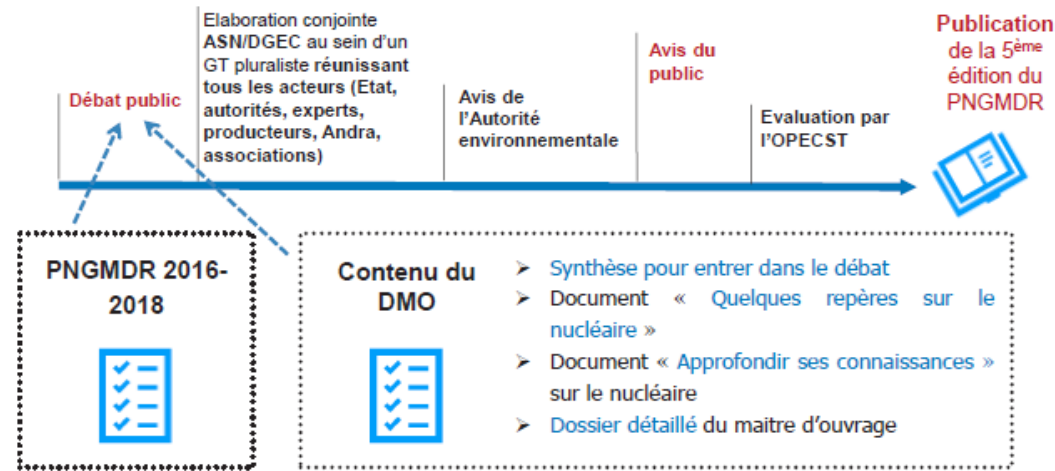 Débat public
Elaboration conjointe
ASN/DGEC au sein d'un
GT pluraliste réunissant
tous les acteurs (Etat,
autorités, experts,
producteurs, Andra,
associations)
Avis de
l'Autorité
environnementale
Avis du
public
Evaluation par
l'OPECST
Publication
de la 5ème
édition du
PNGMDR
PNGMDR 2016-
2018
Contenu du
DMO
➢ Synthèse pour entrer dans le débat
➢ Document « Quelques repères sur le
nucléaire »
➢ Document « Approfondir ses connaissances »
sur le nucléaire
➢ Dossier détaillé du maitre d'ouvrage